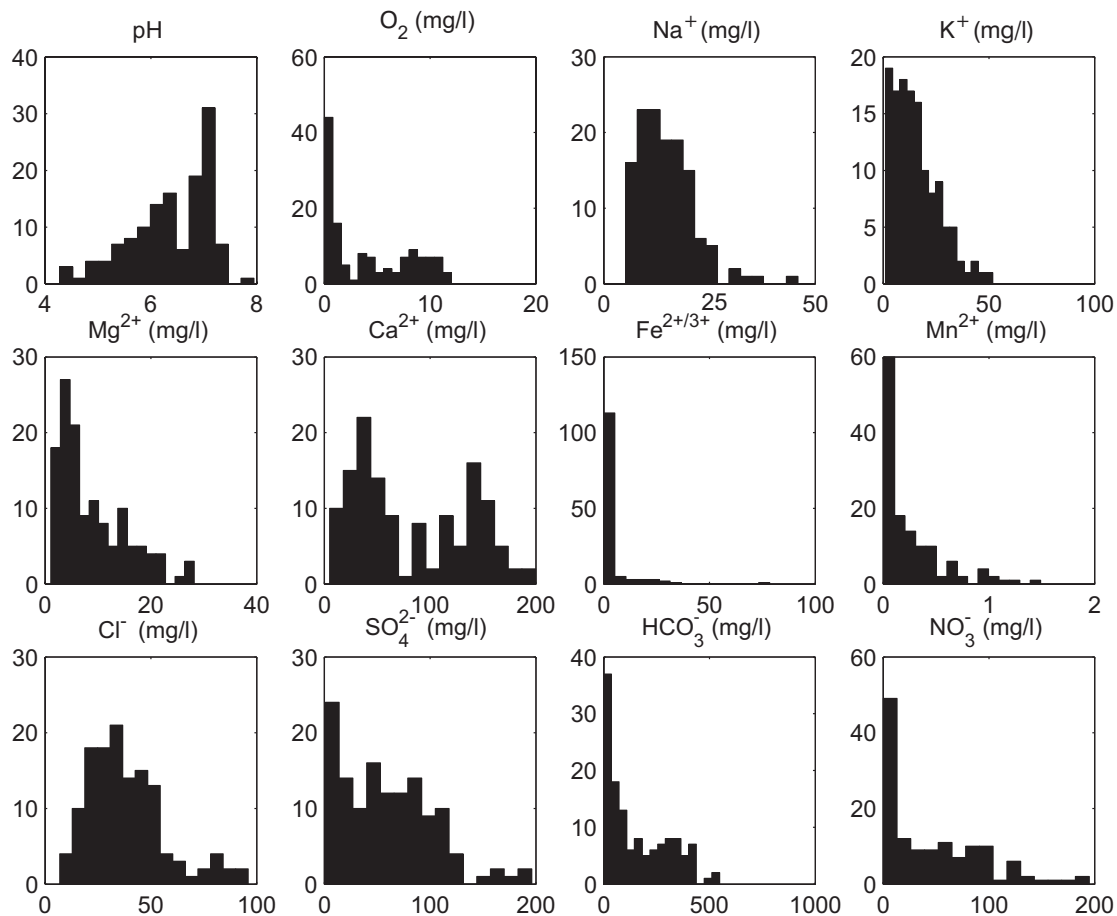 pH O₂ (mg/l) Na⁺ (mg/l) K⁺ (mg/l)
40 60 30 20
30 40 20 15
20 20 10 10
10 0 0 5
0 0
4 6 8 0 10 20 0 25 50 0 50 100
Mg²⁺ (mg/l) Ca²⁺ (mg/l) Fe²⁺/³⁺ (mg/l) Mn²⁺ (mg/l)
30 30 150 60
20 20 100 40
10 10 50 20
0 0 0 0
0 20 40 0 100 200 0 50 100 0 1 2
Cl⁻ (mg/l) SO₄²⁻ (mg/l) HCO₃⁻ (mg/l) NO₃⁻ (mg/l)
30 30 40 60
20 20 30 40
10 10 20 20
0 0 10 0
0
0 50 100 0 100 200 0 500 1000 0 100 200